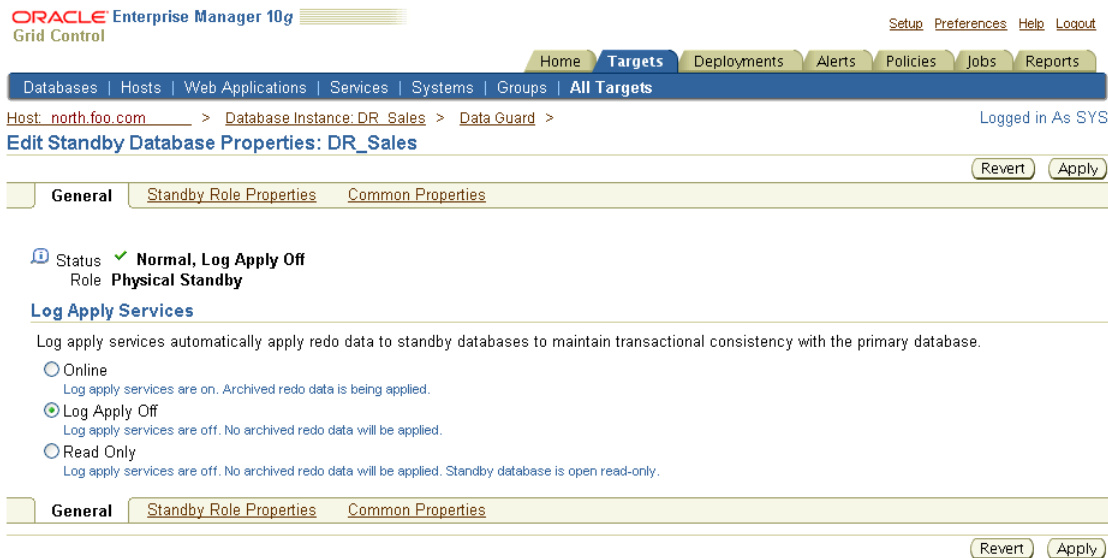 ORACLE Enterprise Manager 10g
Grid Control
Setup Preferences Help Logout
Home Targets Deployments Alerts Policies Jobs Reports
Databases | Hosts | Web Applications | Services | Systems | Groups | All Targets
Host: north.foo.com > Database Instance: DR_Sales > Data Guard >
Logged in As SYS
Edit Standby Database Properties: DR_Sales
Revert Apply
General Standby Role Properties Common Properties
Status Normal, Log Apply Off
Role Physical Standby
Log Apply Services
Log apply services automatically apply redo data to standby databases to maintain transactional consistency with the primary database.
Online
Log apply services are on. Archived redo data is being applied.
Log Apply Off
Log apply services are off. No archived redo data will be applied.
Read Only
Log apply services are off. No archived redo data will be applied. Standby database is open read-only.
General Standby Role Properties Common Properties
Revert Apply